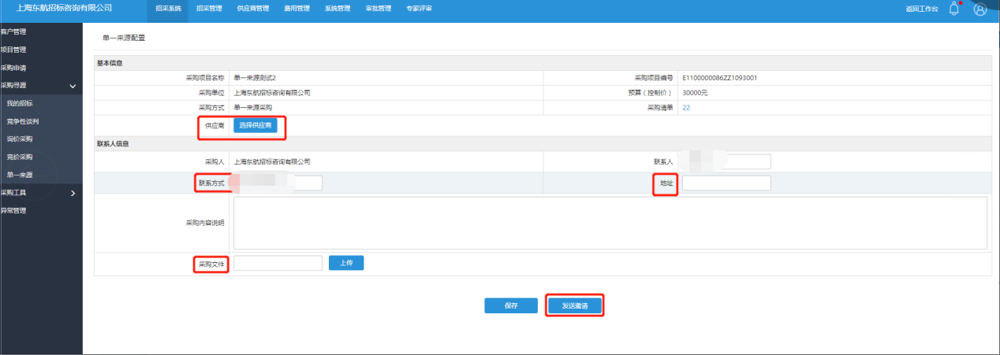 上海东航招标咨询有限公司 招采系统 招采管理 供应商管理 费用管理 系统管理 审批管理 专家评审 返回工作台
客户管理
项目管理
采购申请
采购寻源
我的招标
竞争性谈判
询价采购
竞价采购
单一来源
采购工具
异常管理
单一来源配置
基本信息
采购项目名称 单一来源测试2 采购项目编号 E1100000086ZZ1093001
采购单位 上海东航招标咨询有限公司 预算（控制价） 30000元
采购方式 单一来源采购 采购清单 22
供应商 选择供应商
联系人信息
采购人 上海东航招标咨询有限公司 联系人
联系方式 地址
采购内容说明
采购文件 上传
保存 发送邀请